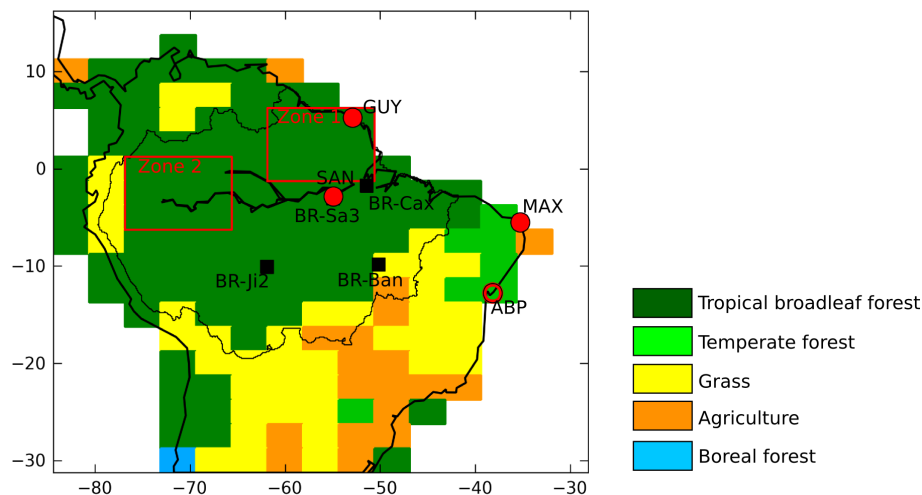 10
0
−10
−20
−30
−80
−70
−60
−50
−40
−30
Zone 1
GUY
Zone 2
SAN
BR-Cax
BR-Sa3
MAX
BR-Ji2
BR-Ban
ABP
Tropical broadleaf forest
Temperate forest
Grass
Agriculture
Boreal forest